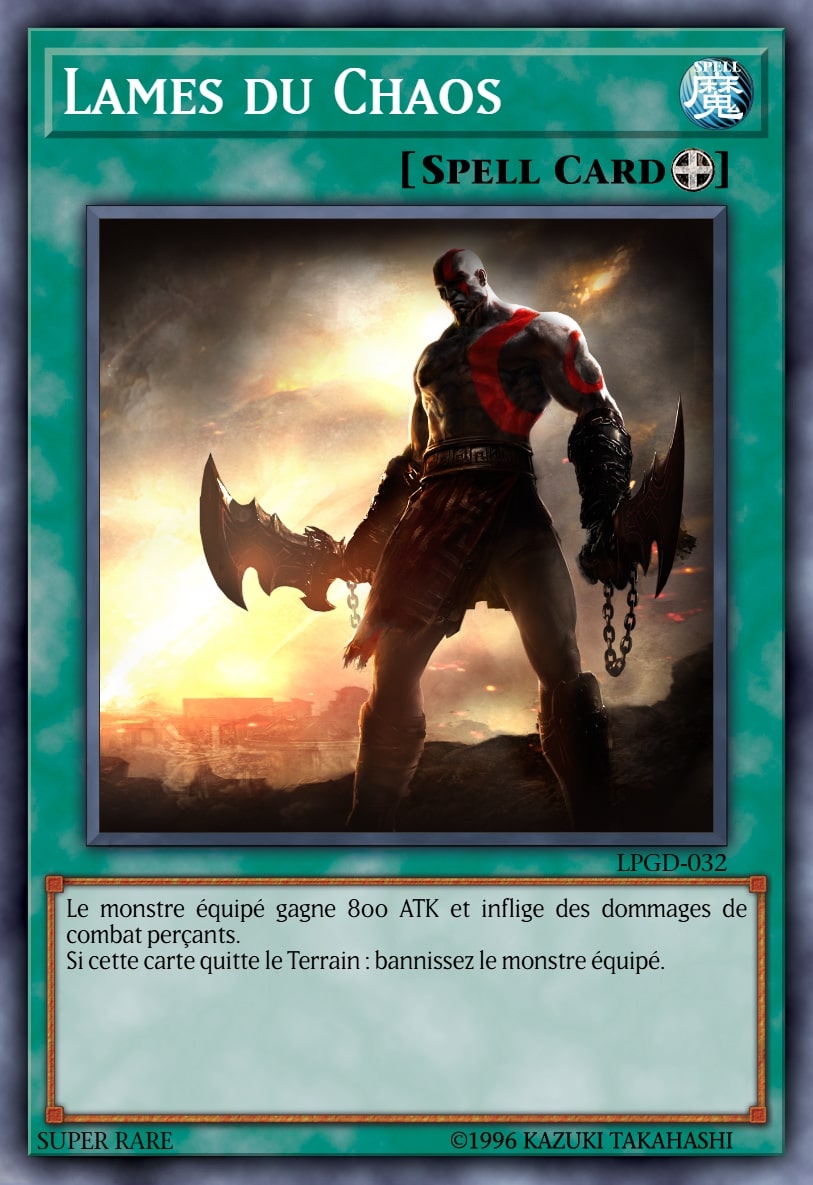 Lames du Chaos
SPELL
魔
[Spell Card]
LPGD-032
Le monstre équipé gagne 800 ATK et inflige des dommages de
combat perçants.
Si cette carte quitte le Terrain : bannissez le monstre équipé.
SUPER RARE
©1996 KAZUKI TAKAHASHI